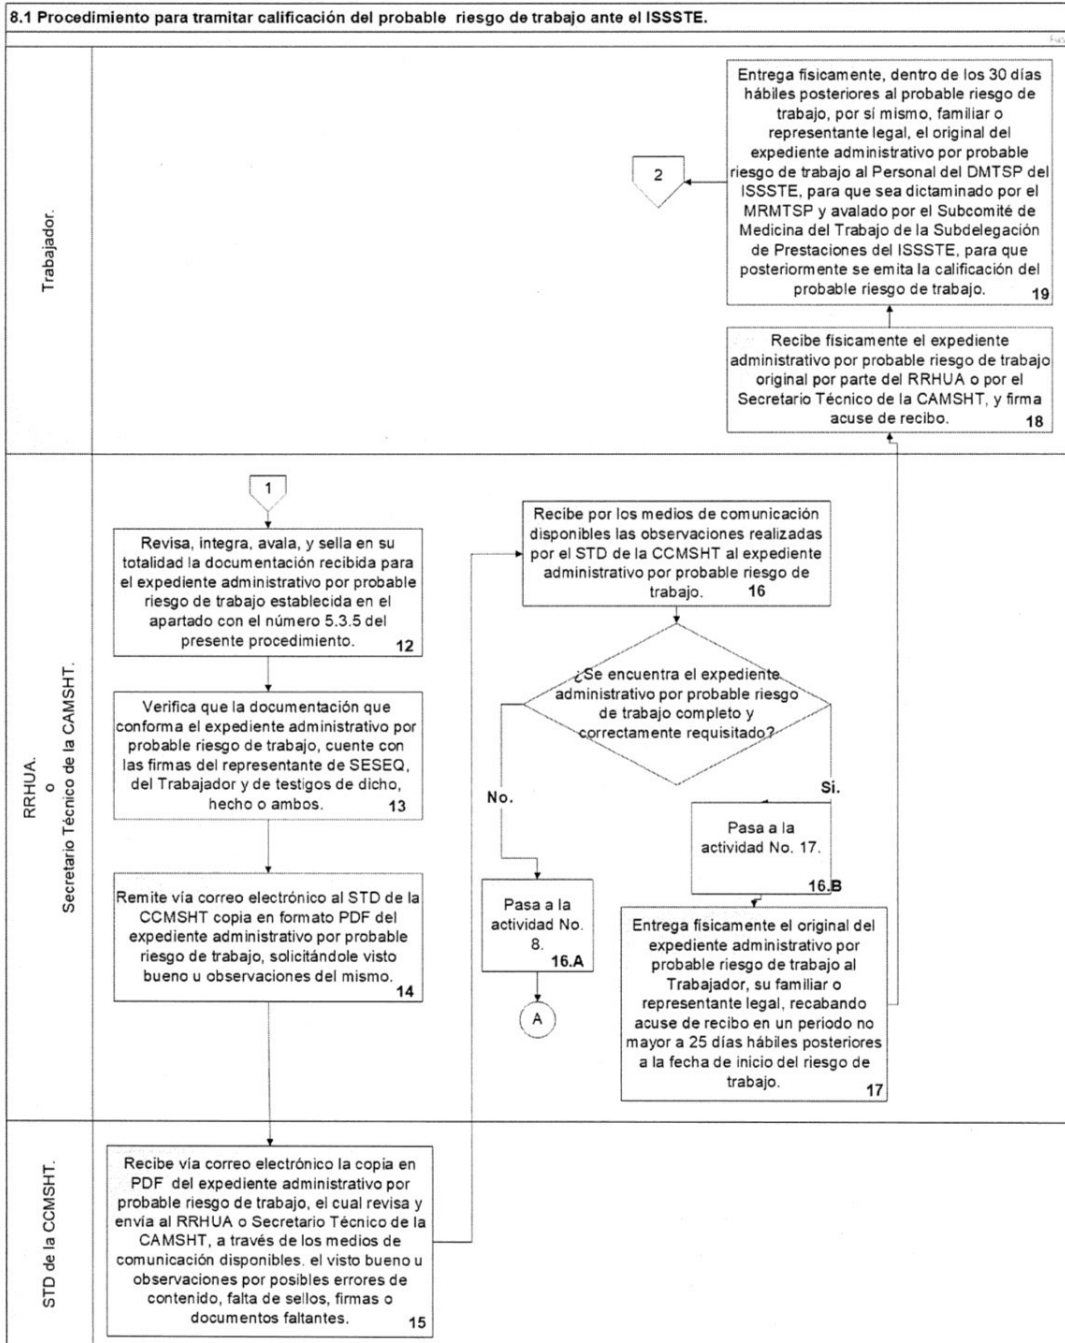 8.1 Procedimiento para tramitar calificación del probable riesgo de trabajo ante el ISSSTE.
Trabajador.
Entrega físicamente, dentro de los 30 días
hábiles posteriores al probable riesgo de
trabajo, por sí mismo, familiar o
representante legal, el original del
expediente administrativo por probable
riesgo de trabajo al Personal del DMTSP del
ISSSTE, para que sea dictaminado por el
MRMTSP y avalado por el Subcomité de
Medicina del Trabajo de la Subdelegación
de Prestaciones del ISSSTE, para que
posteriormente se emita la calificación del
probable riesgo de trabajo.
19
2
Recibe físicamente el expediente
administrativo por probable riesgo de trabajo
original por parte del RRHUA o por el
Secretario Técnico de la CAMSHT, y firma
acuse de recibo.
18
RRHUA.
o
Secretario Técnico de la CAMSHT.
1
Revisa, integra, avala, y sella en su
totalidad la documentación recibida para
el expediente administrativo por probable
riesgo de trabajo establecida en el
apartado con el número 5.3.5 del
presente procedimiento.
12
Verifica que la documentación que
conforma el expediente administrativo por
probable riesgo de trabajo, cuente con
las firmas del representante de SESEQ,
del Trabajador y de testigos de dicho,
hecho o ambos.
13
Remite vía correo electrónico al STD de la
CCMSHT copia en formato PDF del
expediente administrativo por probable
riesgo de trabajo, solicitándole visto
bueno u observaciones del mismo.
14
Recibe por los medios de comunicación
disponibles las observaciones realizadas
por el STD de la CCMSHT al expediente
administrativo por probable riesgo de
trabajo.
16
¿Se encuentra el expediente
administrativo por probable riesgo
de trabajo completo y
correctamente requisitado?
No.
Si.
Pasa a la
actividad No.
8.
16.A
A
Pasa a la
actividad No. 17.
16.B
Entrega físicamente el original del
expediente administrativo por
probable riesgo de trabajo al
Trabajador, su familiar o
representante legal, recabando
acuse de recibo en un periodo no
mayor a 25 días hábiles posteriores
a la fecha de inicio del riesgo de
trabajo.
17
STD de la CCMSHT.
Recibe vía correo electrónico la copia en
PDF del expediente administrativo por
probable riesgo de trabajo, el cual revisa y
envía al RRHUA o Secretario Técnico de la
CAMSHT, a través de los medios de
comunicación disponibles. el visto bueno u
observaciones por posibles errores de
contenido, falta de sellos, firmas o
documentos faltantes.
15